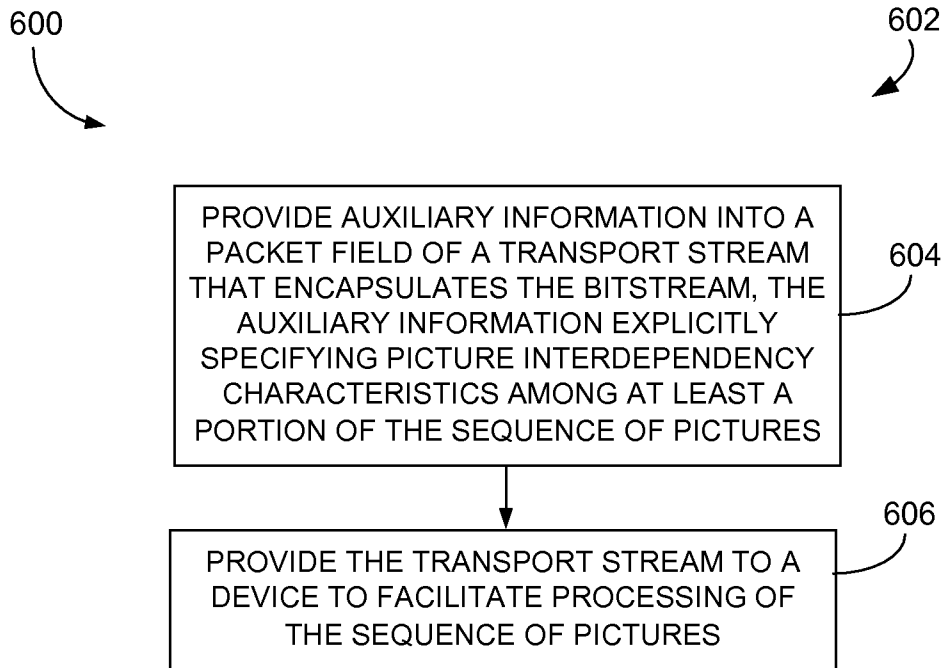 600
602
PROVIDE AUXILIARY INFORMATION INTO A
PACKET FIELD OF A TRANSPORT STREAM
THAT ENCAPSULATES THE BITSTREAM, THE
AUXILIARY INFORMATION EXPLICITLY
SPECIFYING PICTURE INTERDEPENDENCY
CHARACTERISTICS AMONG AT LEAST A
PORTION OF THE SEQUENCE OF PICTURES
604
PROVIDE THE TRANSPORT STREAM TO A
DEVICE TO FACILITATE PROCESSING OF
THE SEQUENCE OF PICTURES
606